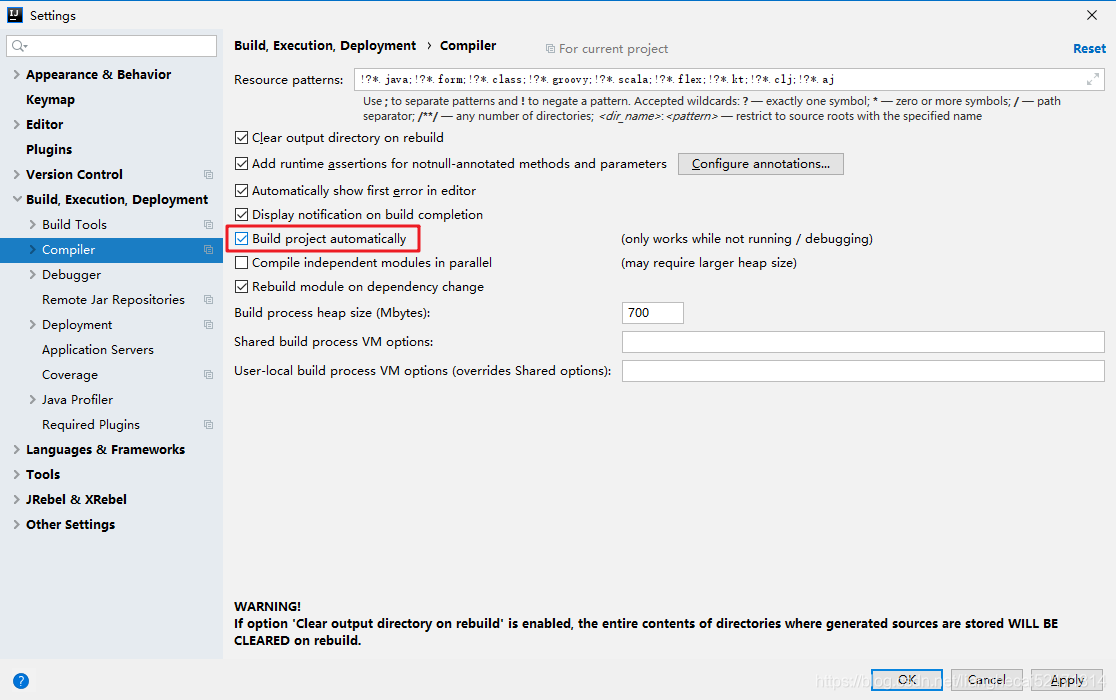 Settings
Build, Execution, Deployment › Compiler
For current project
Reset
Appearance & Behavior
Keymap
Editor
Plugins
Version Control
Build, Execution, Deployment
Build Tools
Compiler
Debugger
Remote Jar Repositories
Deployment
Application Servers
Coverage
Java Profiler
Required Plugins
Languages & Frameworks
Tools
JRebel & XRebel
Other Settings
Resource patterns: !?*.java;!?*.form;!?*.class;!?*.groovy;!?*.scala;!?*.flex;!?*.kt;!?*.clj;!?*.aj
Use ; to separate patterns and ! to negate a pattern. Accepted wildcards: ? — exactly one symbol; * — zero or more symbols; / — path
separator; /**/ — any number of directories; <dir_name>:<pattern> — restrict to source roots with the specified name
Clear output directory on rebuild
Add runtime assertions for notnull-annotated methods and parameters Configure annotations...
Automatically show first error in editor
Display notification on build completion
Build project automatically (only works while not running / debugging)
Compile independent modules in parallel (may require larger heap size)
Rebuild module on dependency change
Build process heap size (Mbytes): 700
Shared build process VM options:
User-local build process VM options (overrides Shared options):
WARNING!
If option 'Clear output directory on rebuild' is enabled, the entire contents of directories where generated sources are stored WILL BE
CLEARED on rebuild.
?
OK
Cancel
Apply